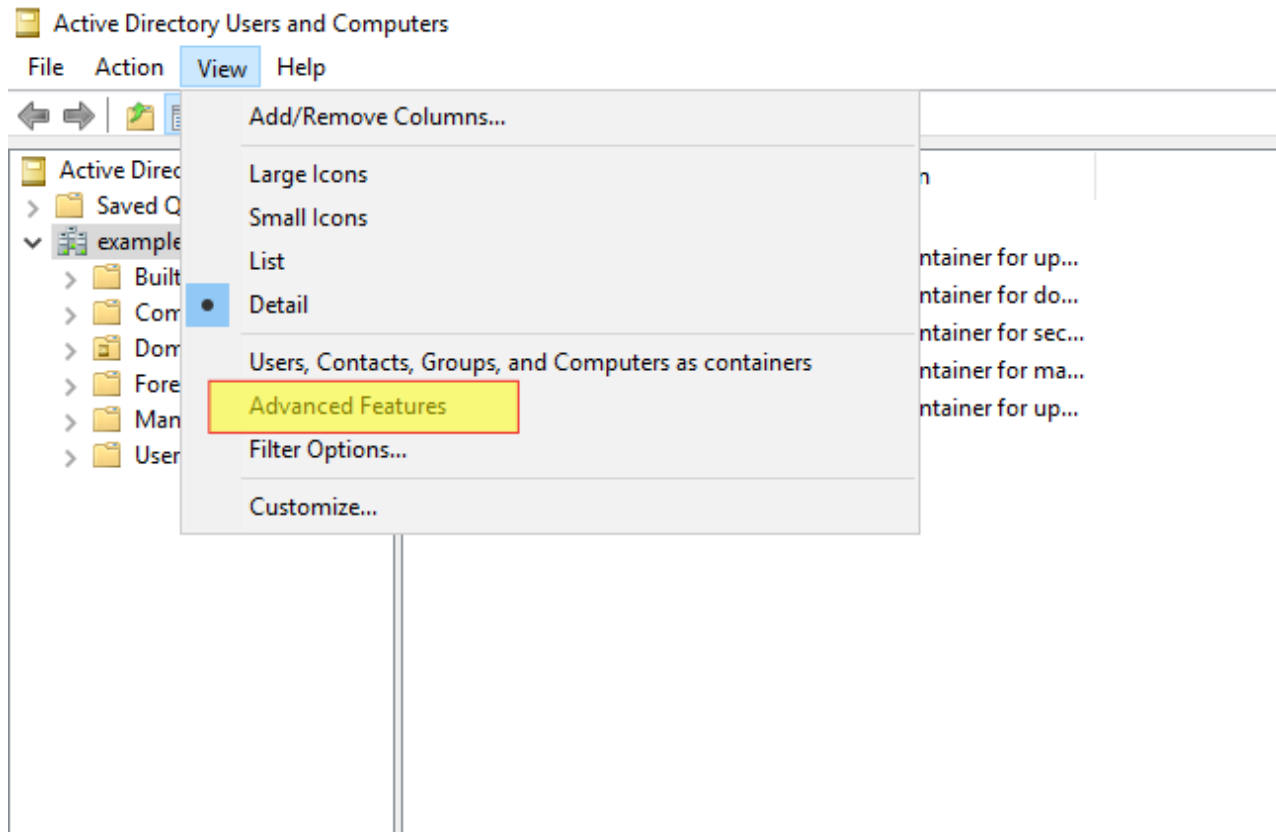 Active Directory Users and Computers
File Action View Help
Add/Remove Columns...
Large Icons
Small Icons
List
Detail
Users, Contacts, Groups, and Computers as containers
Advanced Features
Filter Options...
Customize...
Active Direc
Saved Q
example
Built
Com
Dom
Fore
Man
User
n
ntainer for up...
ntainer for do...
ntainer for sec...
ntainer for ma...
ntainer for up...